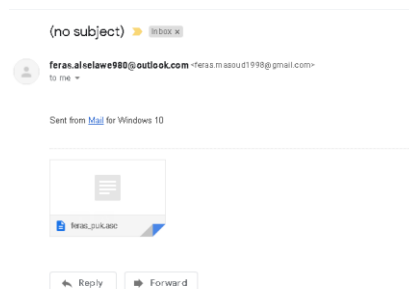 (no subject) Inbox x
feras.alselawe980@outlook.com <feras.masoud1998@gmail.com>
to me
Sent from Mail for Windows 10
feras_puk.asc
Reply Forward